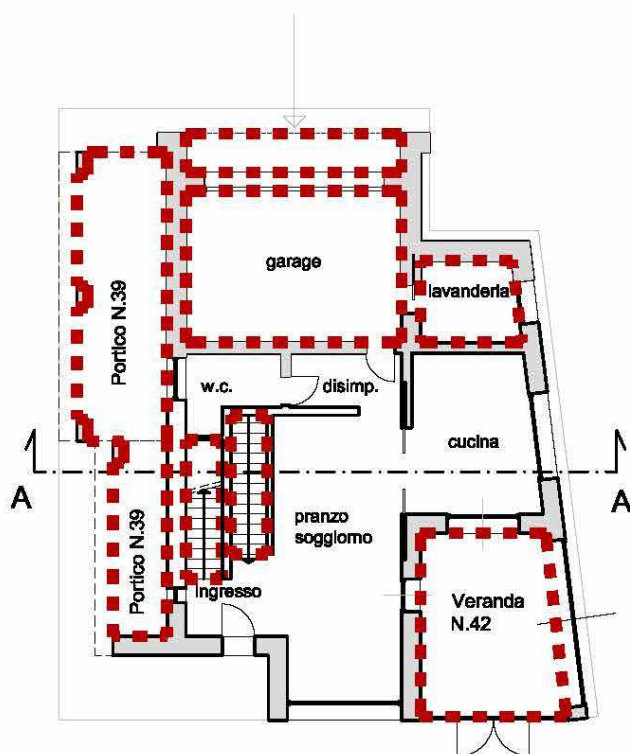 garage
lavanderia
Portico N.39
w.c.
disimp.
cucina
A
A
pranzo
soggiorno
Portico N.39
ingresso
Veranda
N.42